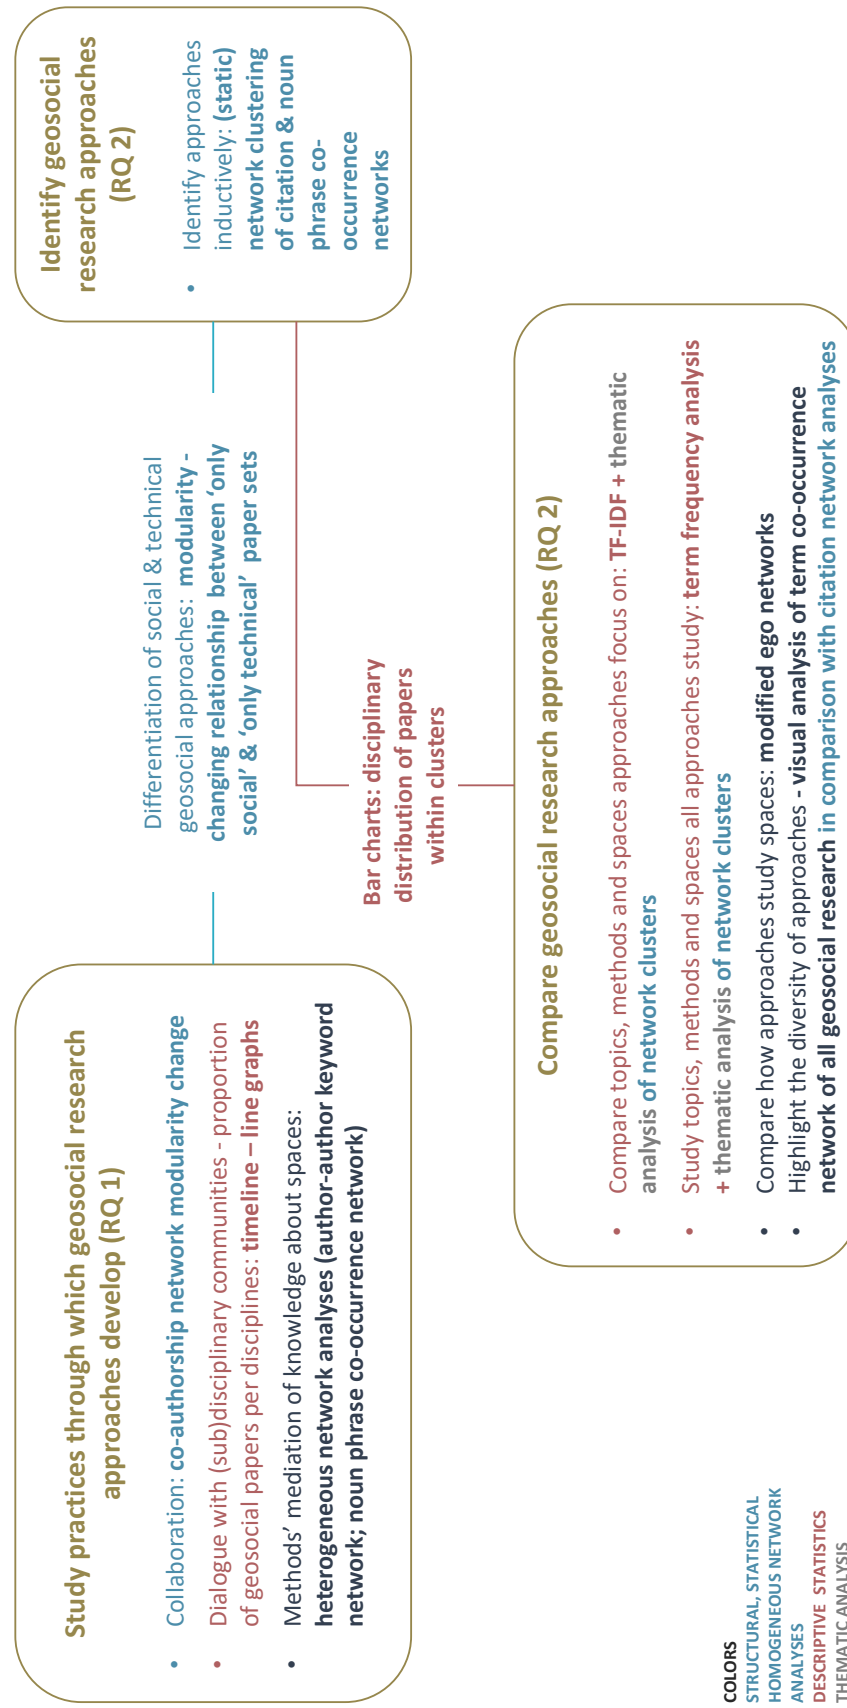 Study practices through which geosocial research
approaches develop (RQ 1)
• Collaboration: co-authorship network modularity change
• Dialogue with (sub)disciplinary communities - proportion
of geosocial papers per disciplines: timeline – line graphs
• Methods’ mediation of knowledge about spaces:
heterogeneous network analyses (author-author keyword
network; noun phrase co-occurrence network)
Differentiation of social & technical
geosocial approaches: modularity -
changing relationship between ‘only
social’ & ‘only technical’ paper sets
Identify geosocial
research approaches
(RQ 2)
• Identify approaches
inductively: (static)
network clustering
of citation & noun
phrase co-
occurrence
networks
Bar charts: disciplinary
distribution of papers
within clusters
Compare geosocial research approaches (RQ 2)
• Compare topics, methods and spaces approaches focus on: TF-IDF + thematic
analysis of network clusters
• Study topics, methods and spaces all approaches study: term frequency analysis
+ thematic analysis of network clusters
• Compare how approaches study spaces: modified ego networks
• Highlight the diversity of approaches - visual analysis of term co-occurrence
network of all geosocial research in comparison with citation network analyses
COLORS
STRUCTURAL, STATISTICAL
HOMOGENEOUS NETWORK
ANALYSES
DESCRIPTIVE STATISTICS
THEMATIC ANALYSIS